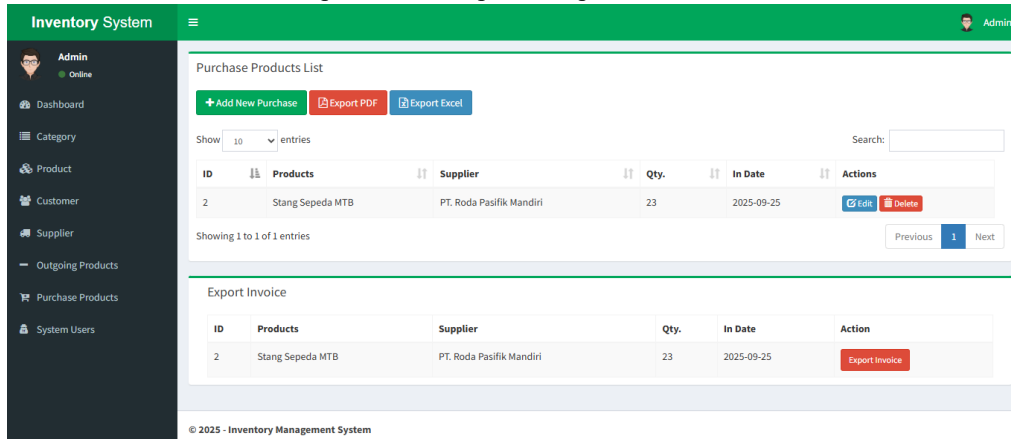 Inventory System
Admin
Admin
Online
Dashboard
Category
Product
Customer
Supplier
Outgoing Products
Purchase Products
System Users
Purchase Products List
Add New Purchase Export PDF Export Excel
Show 10 entries Search:
ID Products Supplier Qty. In Date Actions
2 Stang Sepeda MTB PT. Roda Pasifik Mandiri 23 2025-09-25 Edit Delete
Showing 1 to 1 of 1 entries Previous 1 Next
Export Invoice
ID Products Supplier Qty. In Date Action
2 Stang Sepeda MTB PT. Roda Pasifik Mandiri 23 2025-09-25 Export Invoice
© 2025 - Inventory Management System